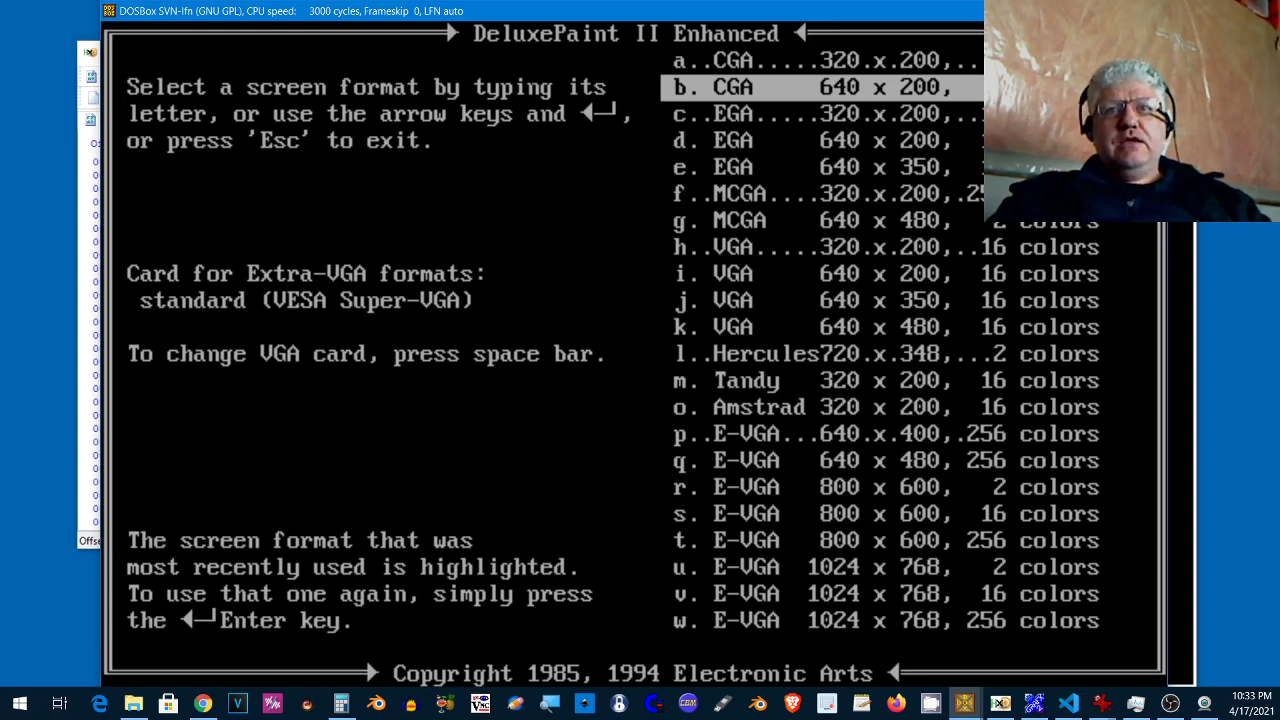 DOSBox SVN-lfn (GNU GPL), CPU speed: 3000 cycles, Frameskip 0, LFN auto
DeluxePaint II Enhanced
Select a screen format by typing its
letter, or use the arrow keys and ◄─┘,
or press 'Esc' to exit.
Card for Extra-VGA formats:
standard (VESA Super-VGA)
To change VGA card, press space bar.
The screen format that was
most recently used is highlighted.
To use that one again, simply press
the ◄─┘Enter key.
a..CGA.....320.x.200,..
b. CGA 640 x 200,
c..EGA.....320.x.200,..
d. EGA 640 x 200,
e. EGA 640 x 350,
f..MCGA....320.x.200,.2
g. MCGA 640 x 480, 2 colors
h..VGA.....320.x.200,..16 colors
i. VGA 640 x 200, 16 colors
j. VGA 640 x 350, 16 colors
k. VGA 640 x 480, 16 colors
l..Hercules720.x.348,...2 colors
m. Tandy 320 x 200, 16 colors
o. Amstrad 320 x 200, 16 colors
p..E-VGA...640.x.400,.256 colors
q. E-VGA 640 x 480, 256 colors
r. E-VGA 800 x 600, 2 colors
s. E-VGA 800 x 600, 16 colors
t. E-VGA 800 x 600, 256 colors
u. E-VGA 1024 x 768, 2 colors
v. E-VGA 1024 x 768, 16 colors
w. E-VGA 1024 x 768, 256 colors
Copyright 1985, 1994 Electronic Arts
Offse
10:33 PM
4/17/2021